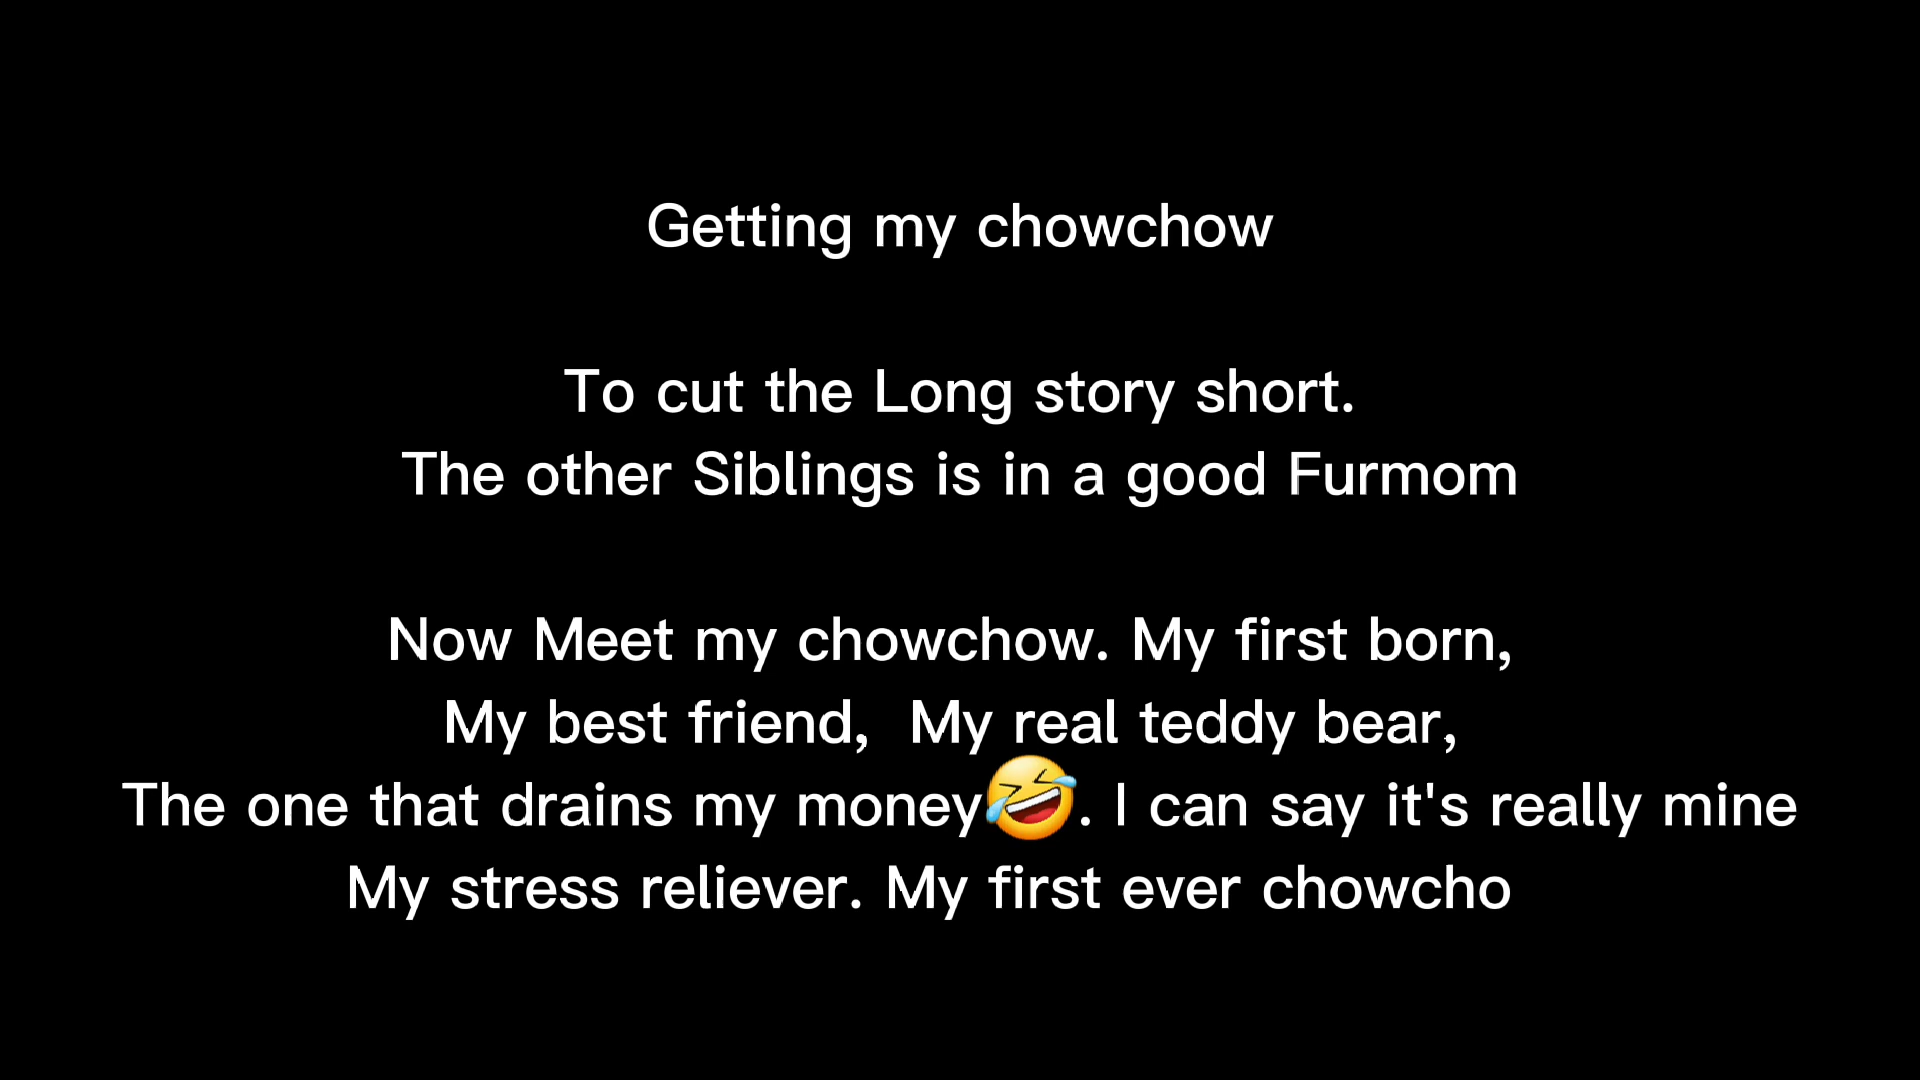 Getting my chowchow
To cut the Long story short.
The other Siblings is in a good Furmom
Now Meet my chowchow. My first born,
My best friend,  My real teddy bear,
The one that drains my money🤣. I can say it's really mine
My stress reliever. My first ever chowcho